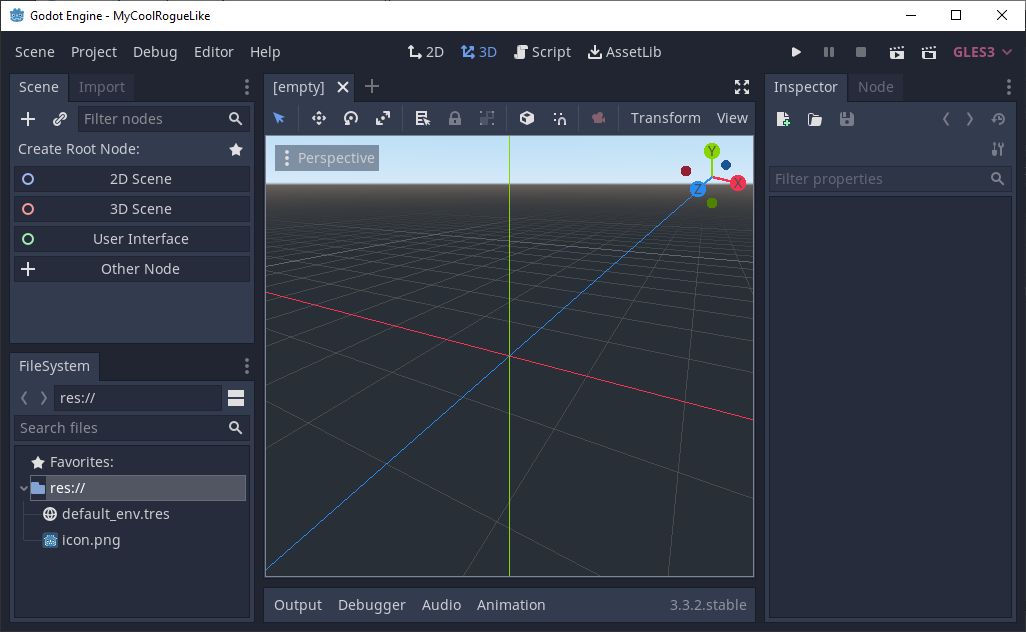 Godot Engine - MyCoolRogueLike
Scene Project Debug Editor Help 2D 3D Script AssetLib GLES3
Scene Import
[empty]
Inspector Node
Filter nodes
Transform View
Create Root Node:
Perspective
Y
X
Z
Filter properties
2D Scene
3D Scene
User Interface
Other Node
FileSystem
res://
Search files
Favorites:
res://
default_env.tres
icon.png
Output Debugger Audio Animation 3.3.2.stable